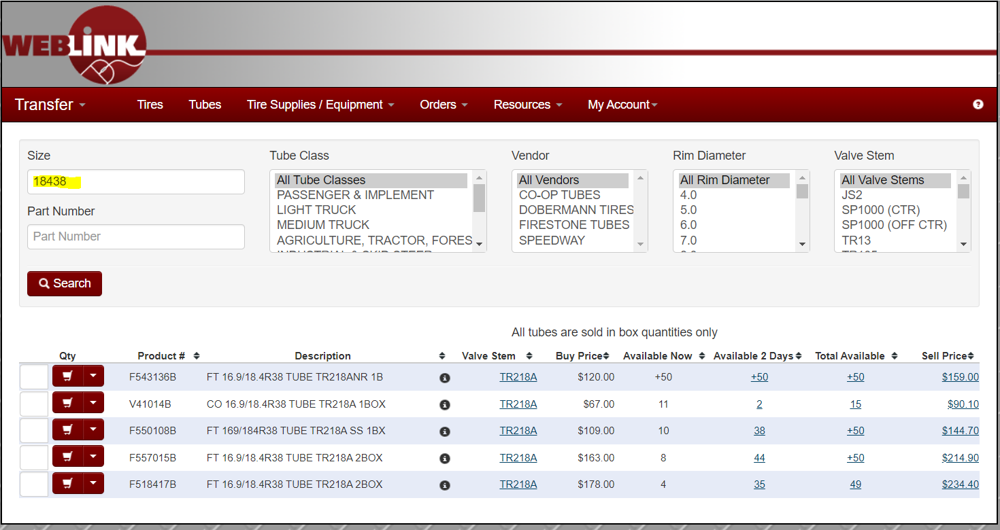 WEBLINK
Transfer Tires Tubes Tire Supplies / Equipment Orders Resources My Account ?
Size Tube Class Vendor Rim Diameter Valve Stem
18438 All Tube Classes All Vendors All Rim Diameter All Valve Stems
PASSENGER & IMPLEMENT CO-OP TUBES 4.0 JS2
Part Number LIGHT TRUCK DOBERMANN TIRES 5.0 SP1000 (CTR)
Part Number MEDIUM TRUCK FIRESTONE TUBES 6.0 SP1000 (OFF CTR)
AGRICULTURE, TRACTOR, FORES SPEEDWAY 7.0 TR13
Search
All tubes are sold in box quantities only
Qty Product # Description Valve Stem Buy Price Available Now Available 2 Days Total Available Sell Price
F543136B FT 16.9/18.4R38 TUBE TR218ANR 1B TR218A $120.00 +50 +50 +50 $159.00
V41014B CO 16.9/18.4R38 TUBE TR218A 1BOX TR218A $67.00 11 2 15 $90.10
F550108B FT 169/184R38 TUBE TR218A SS 1BX TR218A $109.00 10 38 +50 $144.70
F557015B FT 16.9/18.4R38 TUBE TR218A 2BOX TR218A $163.00 8 44 +50 $214.90
F518417B FT 16.9/18.4R38 TUBE TR218A 2BOX TR218A $178.00 4 35 49 $234.40